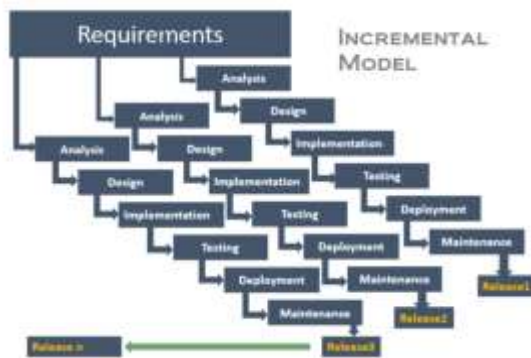 Requirements
INCREMENTAL
MODEL
Analysis
Design
Implementation
Testing
Deployment
Maintenance
Release1
Analysis
Design
Implementation
Testing
Deployment
Maintenance
Release2
Analysis
Design
Implementation
Testing
Deployment
Maintenance
Release3
Release n